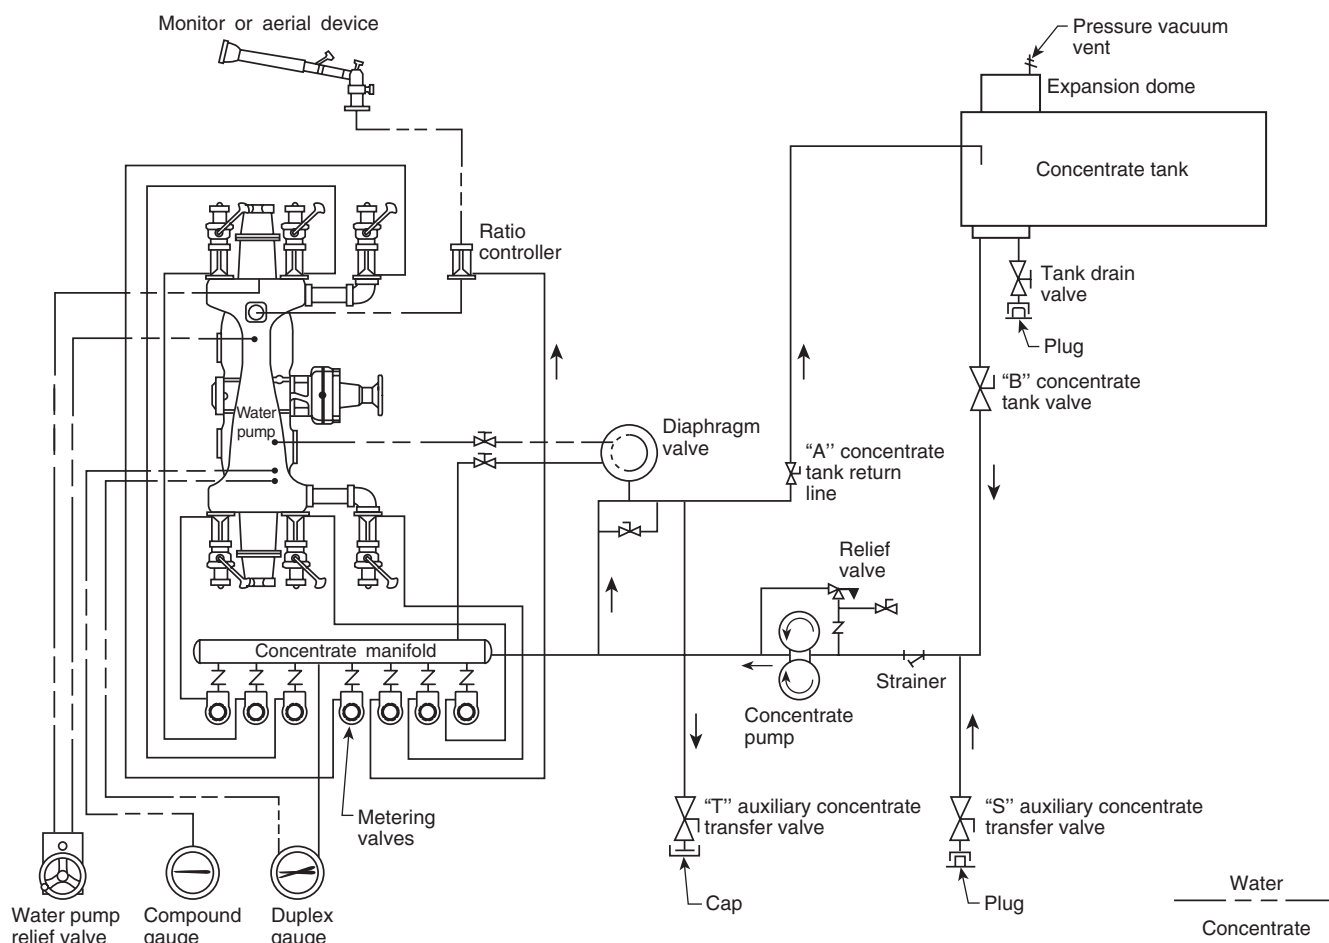 Monitor or aerial device
Pressure vacuum
vent
Expansion dome
Concentrate tank
Ratio
controller
Tank drain
valve
Plug
“B’’ concentrate
tank valve
Water
pump
Diaphragm
valve
“A’’ concentrate
tank return
line
Relief
valve
Concentrate manifold
Strainer
Concentrate
pump
Metering
valves
“T’’ auxiliary concentrate
transfer valve
“S’’ auxiliary concentrate
transfer valve
Cap
Plug
Water pump
relief valve
Compound
gauge
Duplex
gauge
Water
Concentrate